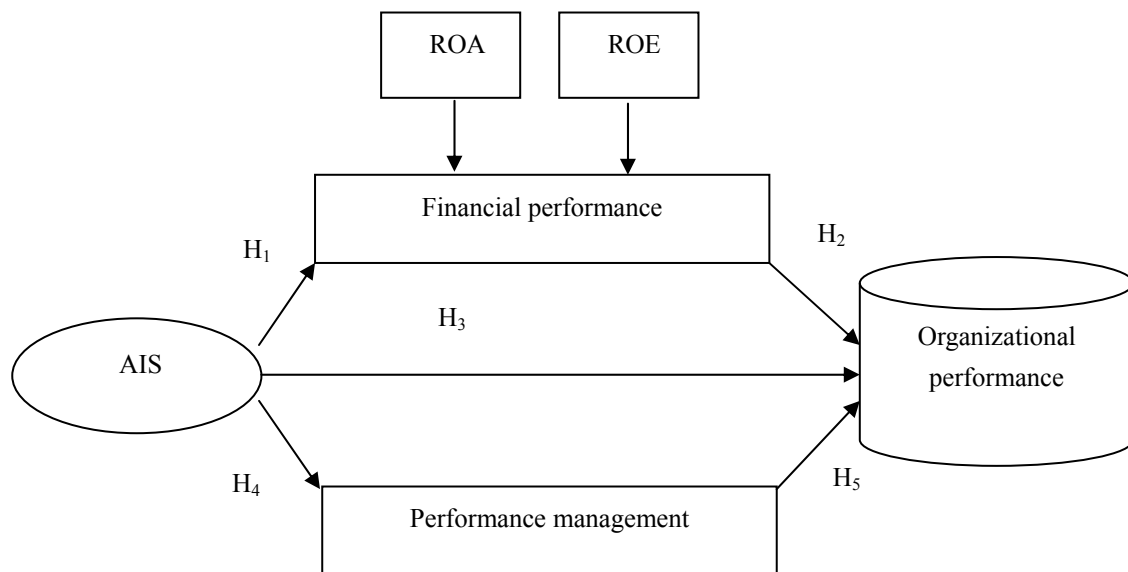 ROA
ROE
Financial performance
H₁
H₂
H₃
AIS
Organizational
performance
H₄
H₅
Performance management